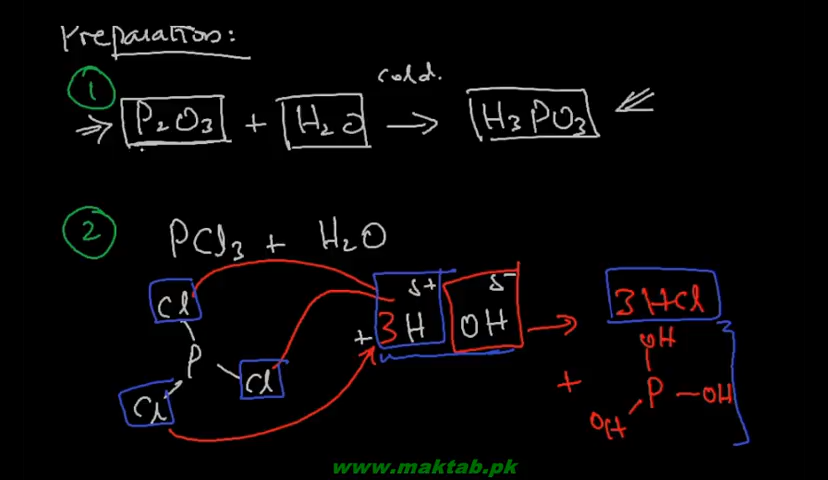 Preparation:
cold.
1
P2O3 + H2O → H3PO3
2
PCl3 + H2O
Cl δ+ δ- 3HCl
+ 3H OH → OH
P Cl + P – OH
Cl OH
www.maktab.pk